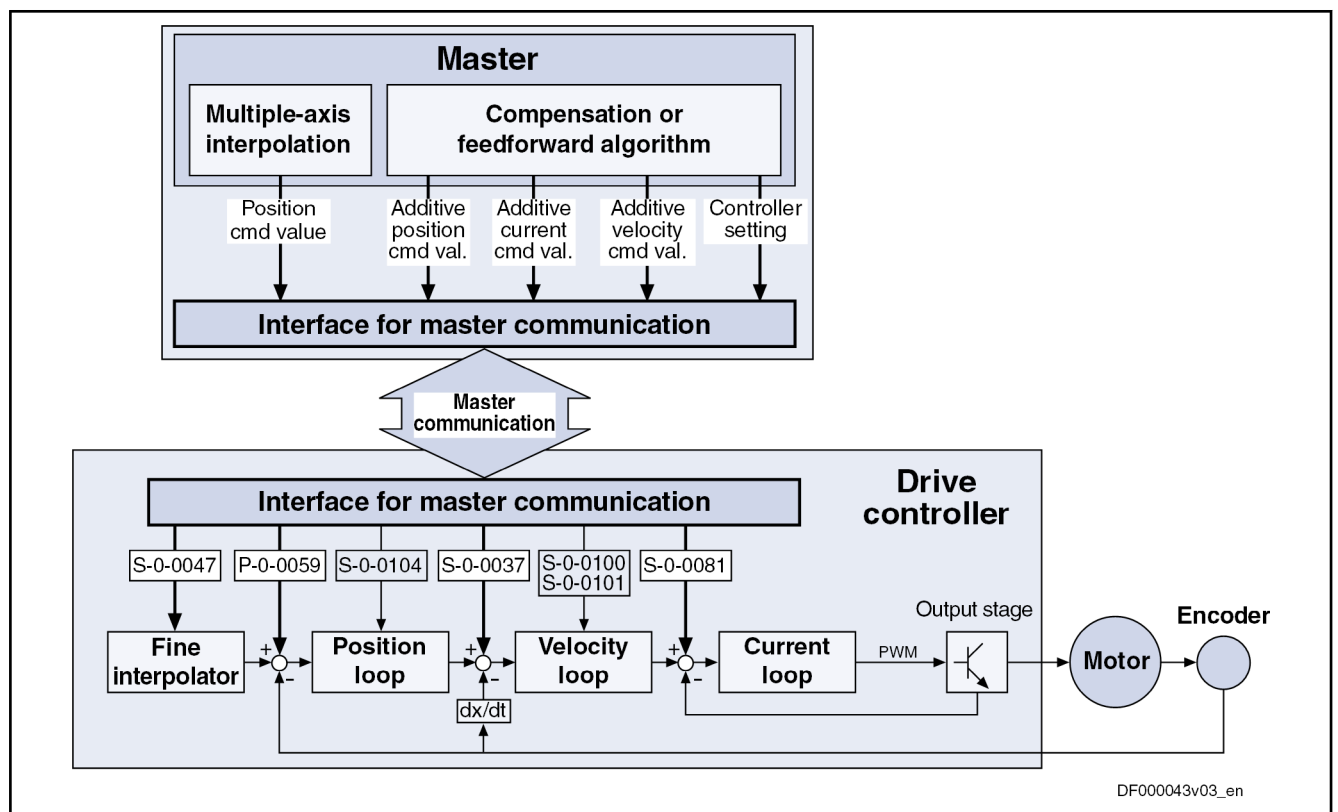 Master
Multiple-axis
interpolation
Compensation or
feedforward algorithm
Position
cmd value
Additive
position
cmd val.
Additive
current
cmd val.
Additive
velocity
cmd val.
Controller
setting
Interface for master communication
Master
communication
Drive
controller
Interface for master communication
S-0-0047
P-0-0059
S-0-0104
S-0-0037
S-0-0100
S-0-0101
S-0-0081
Fine
interpolator
+
-
Position
loop
+
-
dx/dt
Velocity
loop
+
-
Current
loop
PWM
Output stage
Motor
Encoder
DF000043v03_en